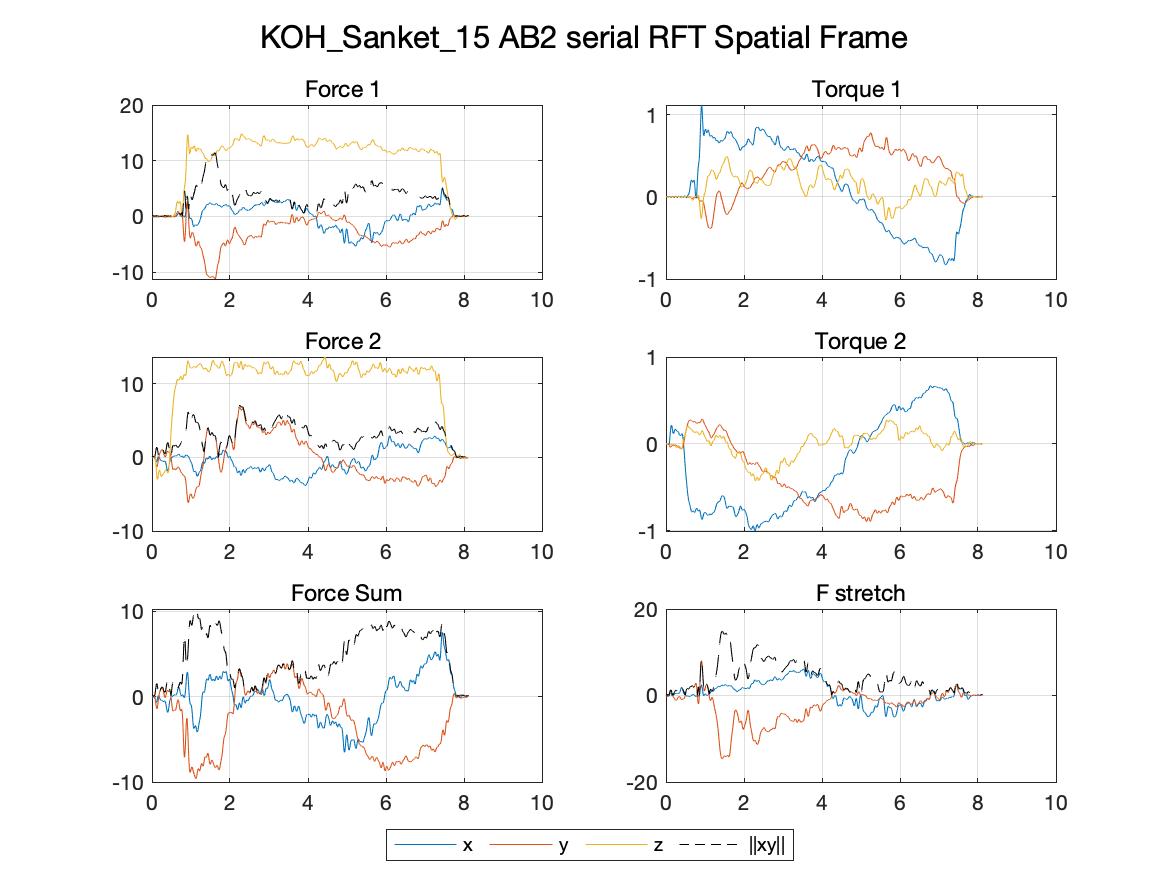 KOH_Sanket_15 AB2 serial RFT Spatial Frame
Force 1
20
10
0
-10
0 2 4 6 8 10
Torque 1
1
0
-1
0 2 4 6 8 10
Force 2
10
0
-10
0 2 4 6 8 10
Torque 2
1
0
-1
0 2 4 6 8 10
Force Sum
10
0
-10
0 2 4 6 8 10
F stretch
20
0
-20
0 2 4 6 8 10
x y z ||xy||